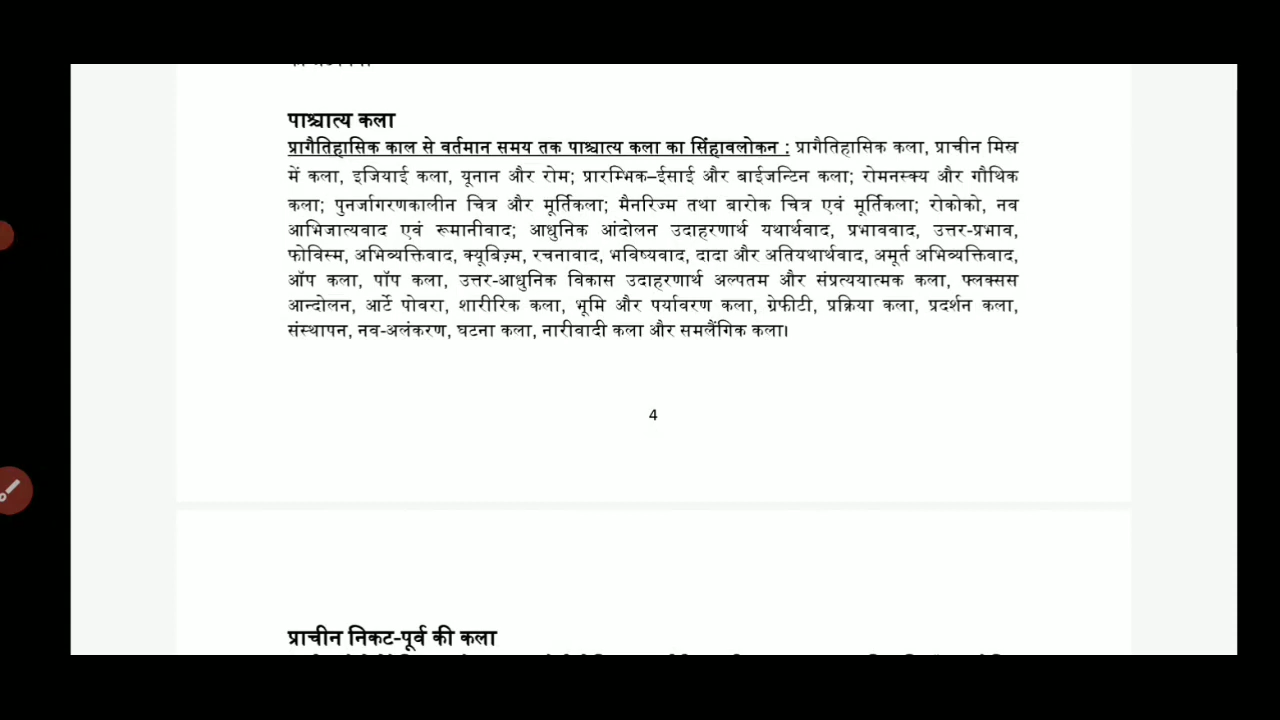 पाश्चात्य कला
प्रागैतिहासिक काल से वर्तमान समय तक पाश्चात्य कला का सिंहावलोकन : प्रागैतिहासिक कला, प्राचीन मिस्र
में कला, इजियाई कला, यूनान और रोम; प्रारम्भिक–ईसाई और बाईजन्टिन कला; रोमनस्क्य और गौथिक
कला; पुनर्जागरणकालीन चित्र और मूर्तिकला; मैनरिज्म तथा बारोक चित्र एवं मूर्तिकला; रोकोको, नव
आभिजात्यवाद एवं रूमानीवाद; आधुनिक आंदोलन उदाहरणार्थ यथार्थवाद, प्रभाववाद, उत्तर-प्रभाव,
फोविस्म, अभिव्यक्तिवाद, क्यूबिज़्म, रचनावाद, भविष्यवाद, दादा और अतियथार्थवाद, अमूर्त अभिव्यक्तिवाद,
ऑप कला, पॉप कला, उत्तर-आधुनिक विकास उदाहरणार्थ अल्पतम और संप्रत्ययात्मक कला, फ्लक्सस
आन्दोलन, आर्टे पोवरा, शारीरिक कला, भूमि और पर्यावरण कला, ग्रेफीटी, प्रक्रिया कला, प्रदर्शन कला,
संस्थापन, नव-अलंकरण, घटना कला, नारीवादी कला और समलैंगिक कला।
4
प्राचीन निकट-पूर्व की कला